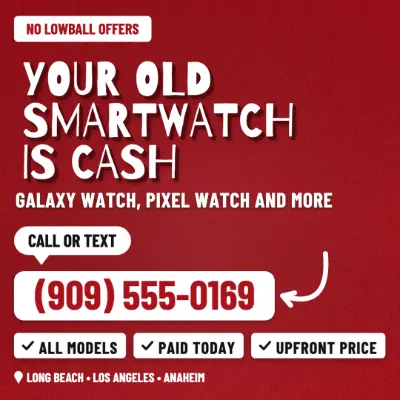 NO LOWBALL OFFERS
YOUR OLD
SMARTWATCH
IS CASH
GALAXY WATCH, PIXEL WATCH AND MORE
CALL OR TEXT
(909) 555-0169
✓ ALL MODELS ✓ PAID TODAY ✓ UPFRONT PRICE
LONG BEACH • LOS ANGELES • ANAHEIM